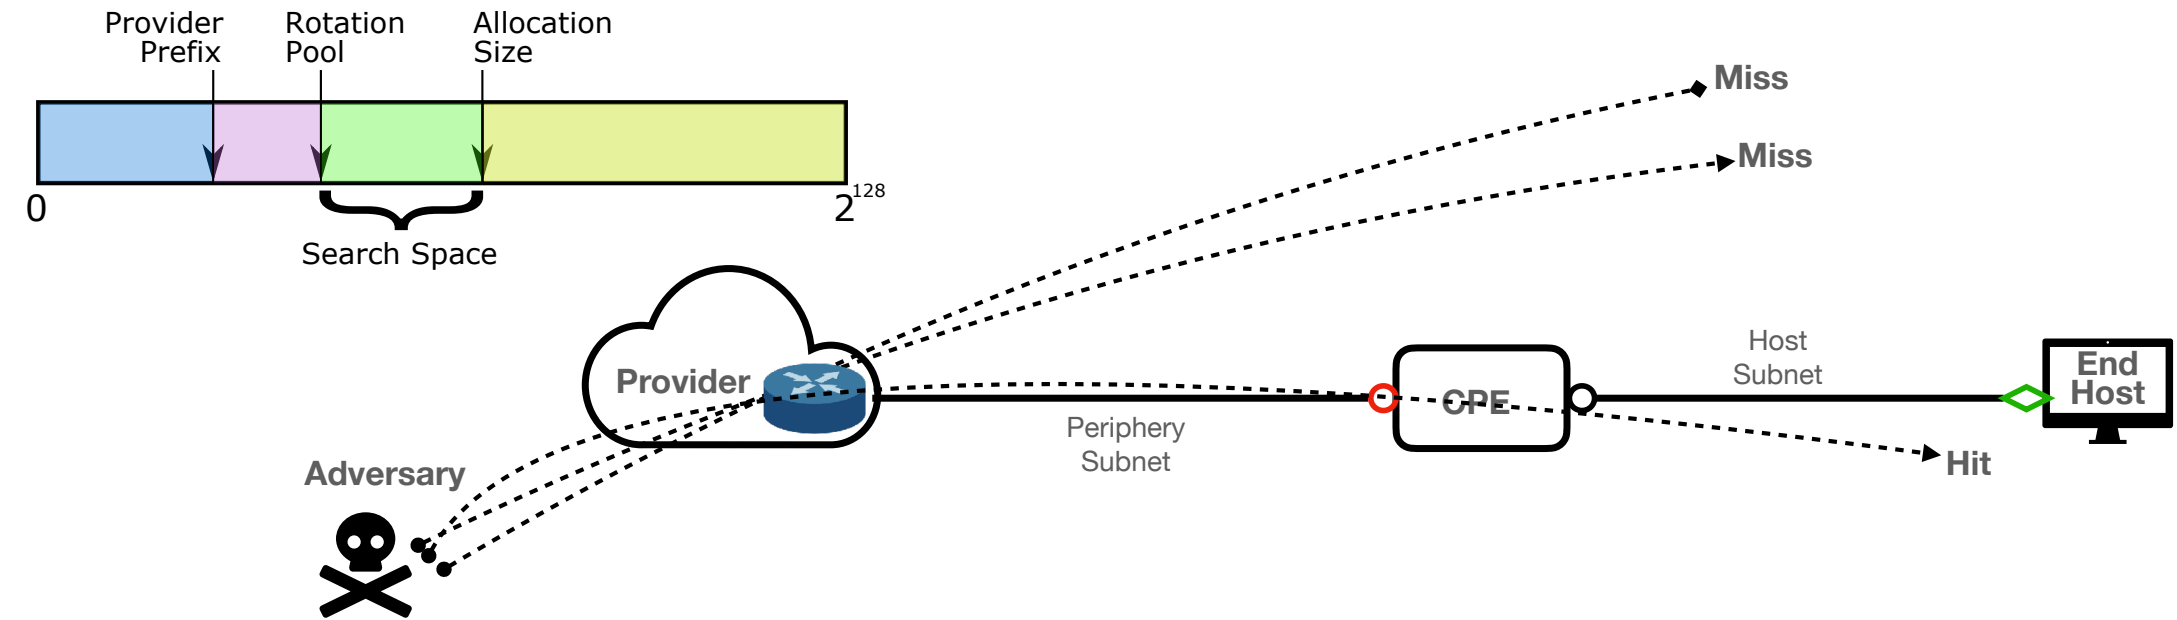 Provider
Prefix
Rotation
Pool
Allocation
Size
0
2^128
Search Space
Miss
Miss
Provider
Periphery
Subnet
CPE
Host
Subnet
End
Host
Hit
Adversary